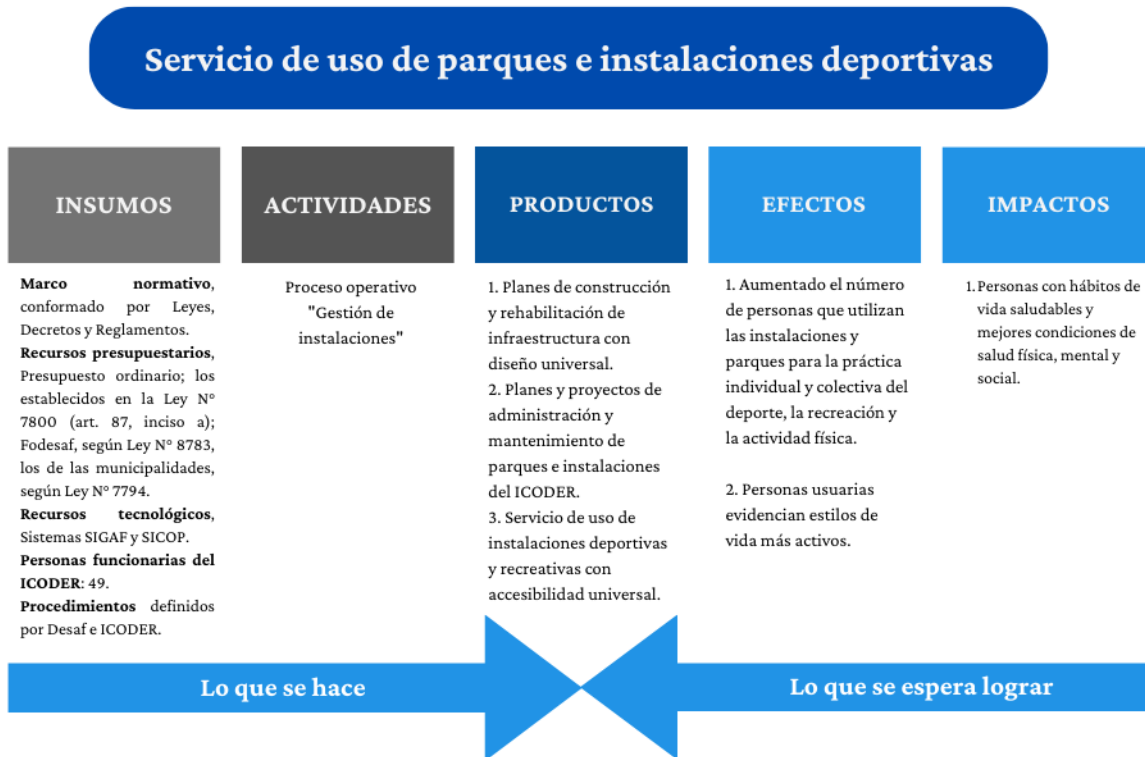 Servicio de uso de parques e instalaciones deportivas
INSUMOS
Marco normativo,
conformado por Leyes,
Decretos y Reglamentos.
Recursos presupuestarios,
Presupuesto ordinario; los
establecidos en la Ley N°
7800 (art. 87, inciso a);
Fodesaf, según Ley N° 8783,
los de las municipalidades,
según Ley N° 7794.
Recursos tecnológicos,
Sistemas SIGAF y SICOP.
Personas funcionarias del
ICODER: 49.
Procedimientos definidos
por Desaf e ICODER.
ACTIVIDADES
Proceso operativo
"Gestión de
instalaciones"
PRODUCTOS
1. Planes de construcción
y rehabilitación de
infraestructura con
diseño universal.
2. Planes y proyectos de
administración y
mantenimiento de
parques e instalaciones
del ICODER.
3. Servicio de uso de
instalaciones deportivas
y recreativas con
accesibilidad universal.
EFECTOS
1. Aumentado el número
de personas que utilizan
las instalaciones y
parques para la práctica
individual y colectiva del
deporte, la recreación y
la actividad física.
2. Personas usuarias
evidencian estilos de
vida más activos.
IMPACTOS
1. Personas con hábitos de
vida saludables y
mejores condiciones de
salud física, mental y
social.
Lo que se hace
Lo que se espera lograr